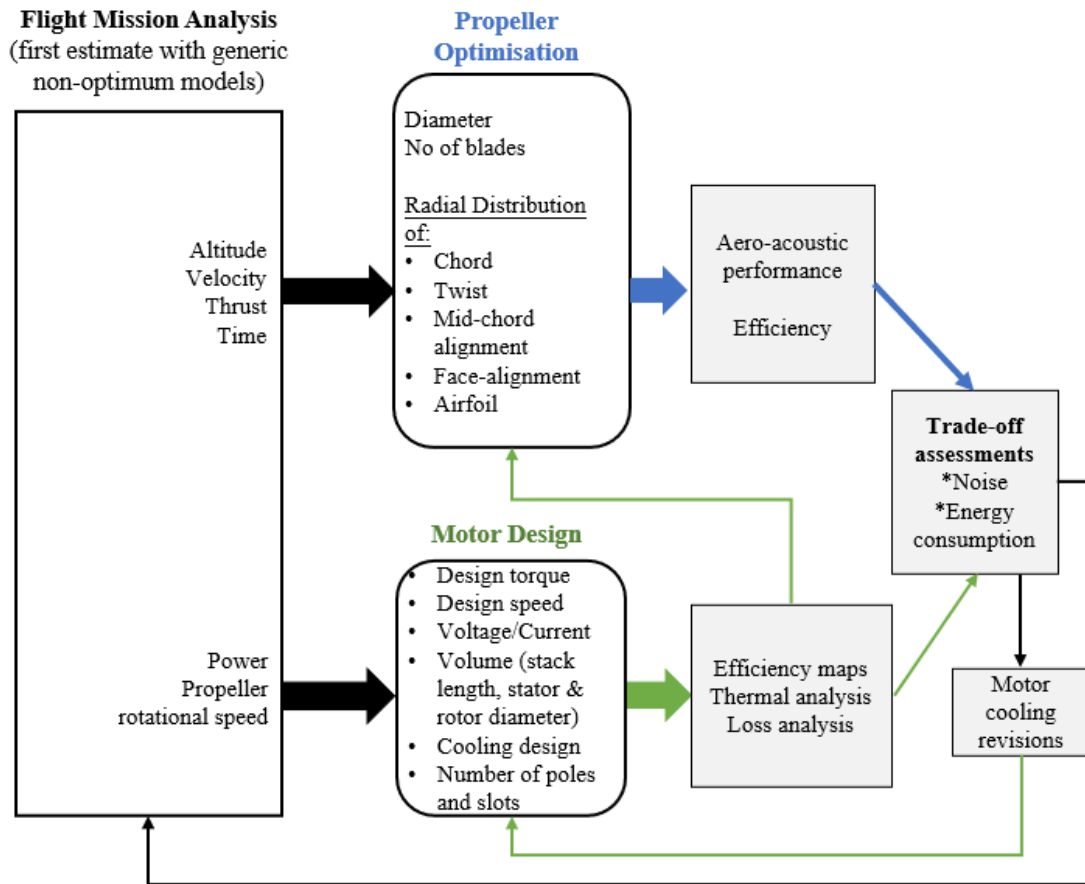 Flight Mission Analysis
(first estimate with generic
non-optimum models)
Altitude
Velocity
Thrust
Time
Power
Propeller
rotational speed
Propeller
Optimisation
Diameter
No of blades
Radial Distribution
of:
• Chord
• Twist
• Mid-chord
alignment
• Face-alignment
• Airfoil
Motor Design
• Design torque
• Design speed
• Voltage/Current
• Volume (stack
length, stator &
rotor diameter)
• Cooling design
• Number of poles
and slots
Aero-acoustic
performance
Efficiency
Efficiency maps
Thermal analysis
Loss analysis
Trade-off
assessments
*Noise
*Energy
consumption
Motor
cooling
revisions